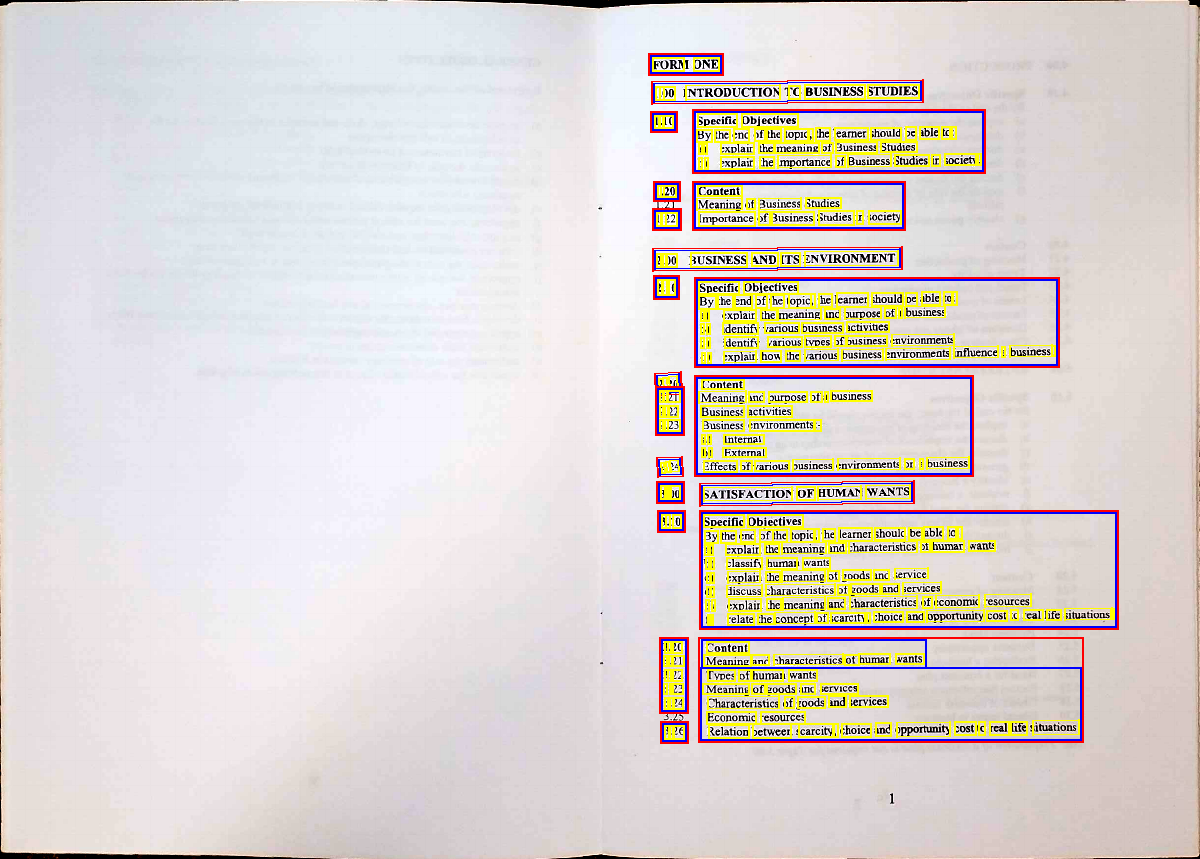 FORM ONE
1.00 INTRODUCTION TO BUSINESS STUDIES
1.10 Specific Objectives
By the end of the topic, the learner should be able to:
a) explain the meaning of Business Studies
b) explain the importance of Business Studies in society.
1.20 Content
1.21 Meaning of Business Studies
1.22 Importance of Business Studies in society
2.00 BUSINESS AND ITS ENVIRONMENT
2.10 Specific Objectives
By the end of the topic, the learner should be able to:
a) explain the meaning and purpose of a business
b) identify various business activities
c) identify various types of business environments
d) explain how the various business environments influence a business
2.20 Content
2.21 Meaning and purpose of a business
2.22 Business activities
2.23 Business environments:-
a) Internal
b) External
2.24 Effects of various business environments on a business
3.00 SATISFACTION OF HUMAN WANTS
3.10 Specific Objectives
By the end of the topic, the learner should be able to:
a) explain the meaning and characteristics of human wants
b) classify human wants
c) explain the meaning of goods and service
d) discuss characteristics of goods and services
e) explain the meaning and characteristics of economic resources
f) relate the concept of scarcity, choice and opportunity cost to real life situations
3.20 Content
3.21 Meaning and characteristics of human wants
3.22 Types of human wants
3.23 Meaning of goods and services
3.24 Characteristics of goods and services
3.25 Economic resources
3.26 Relation between scarcity, choice and opportunity cost to real life situations
1